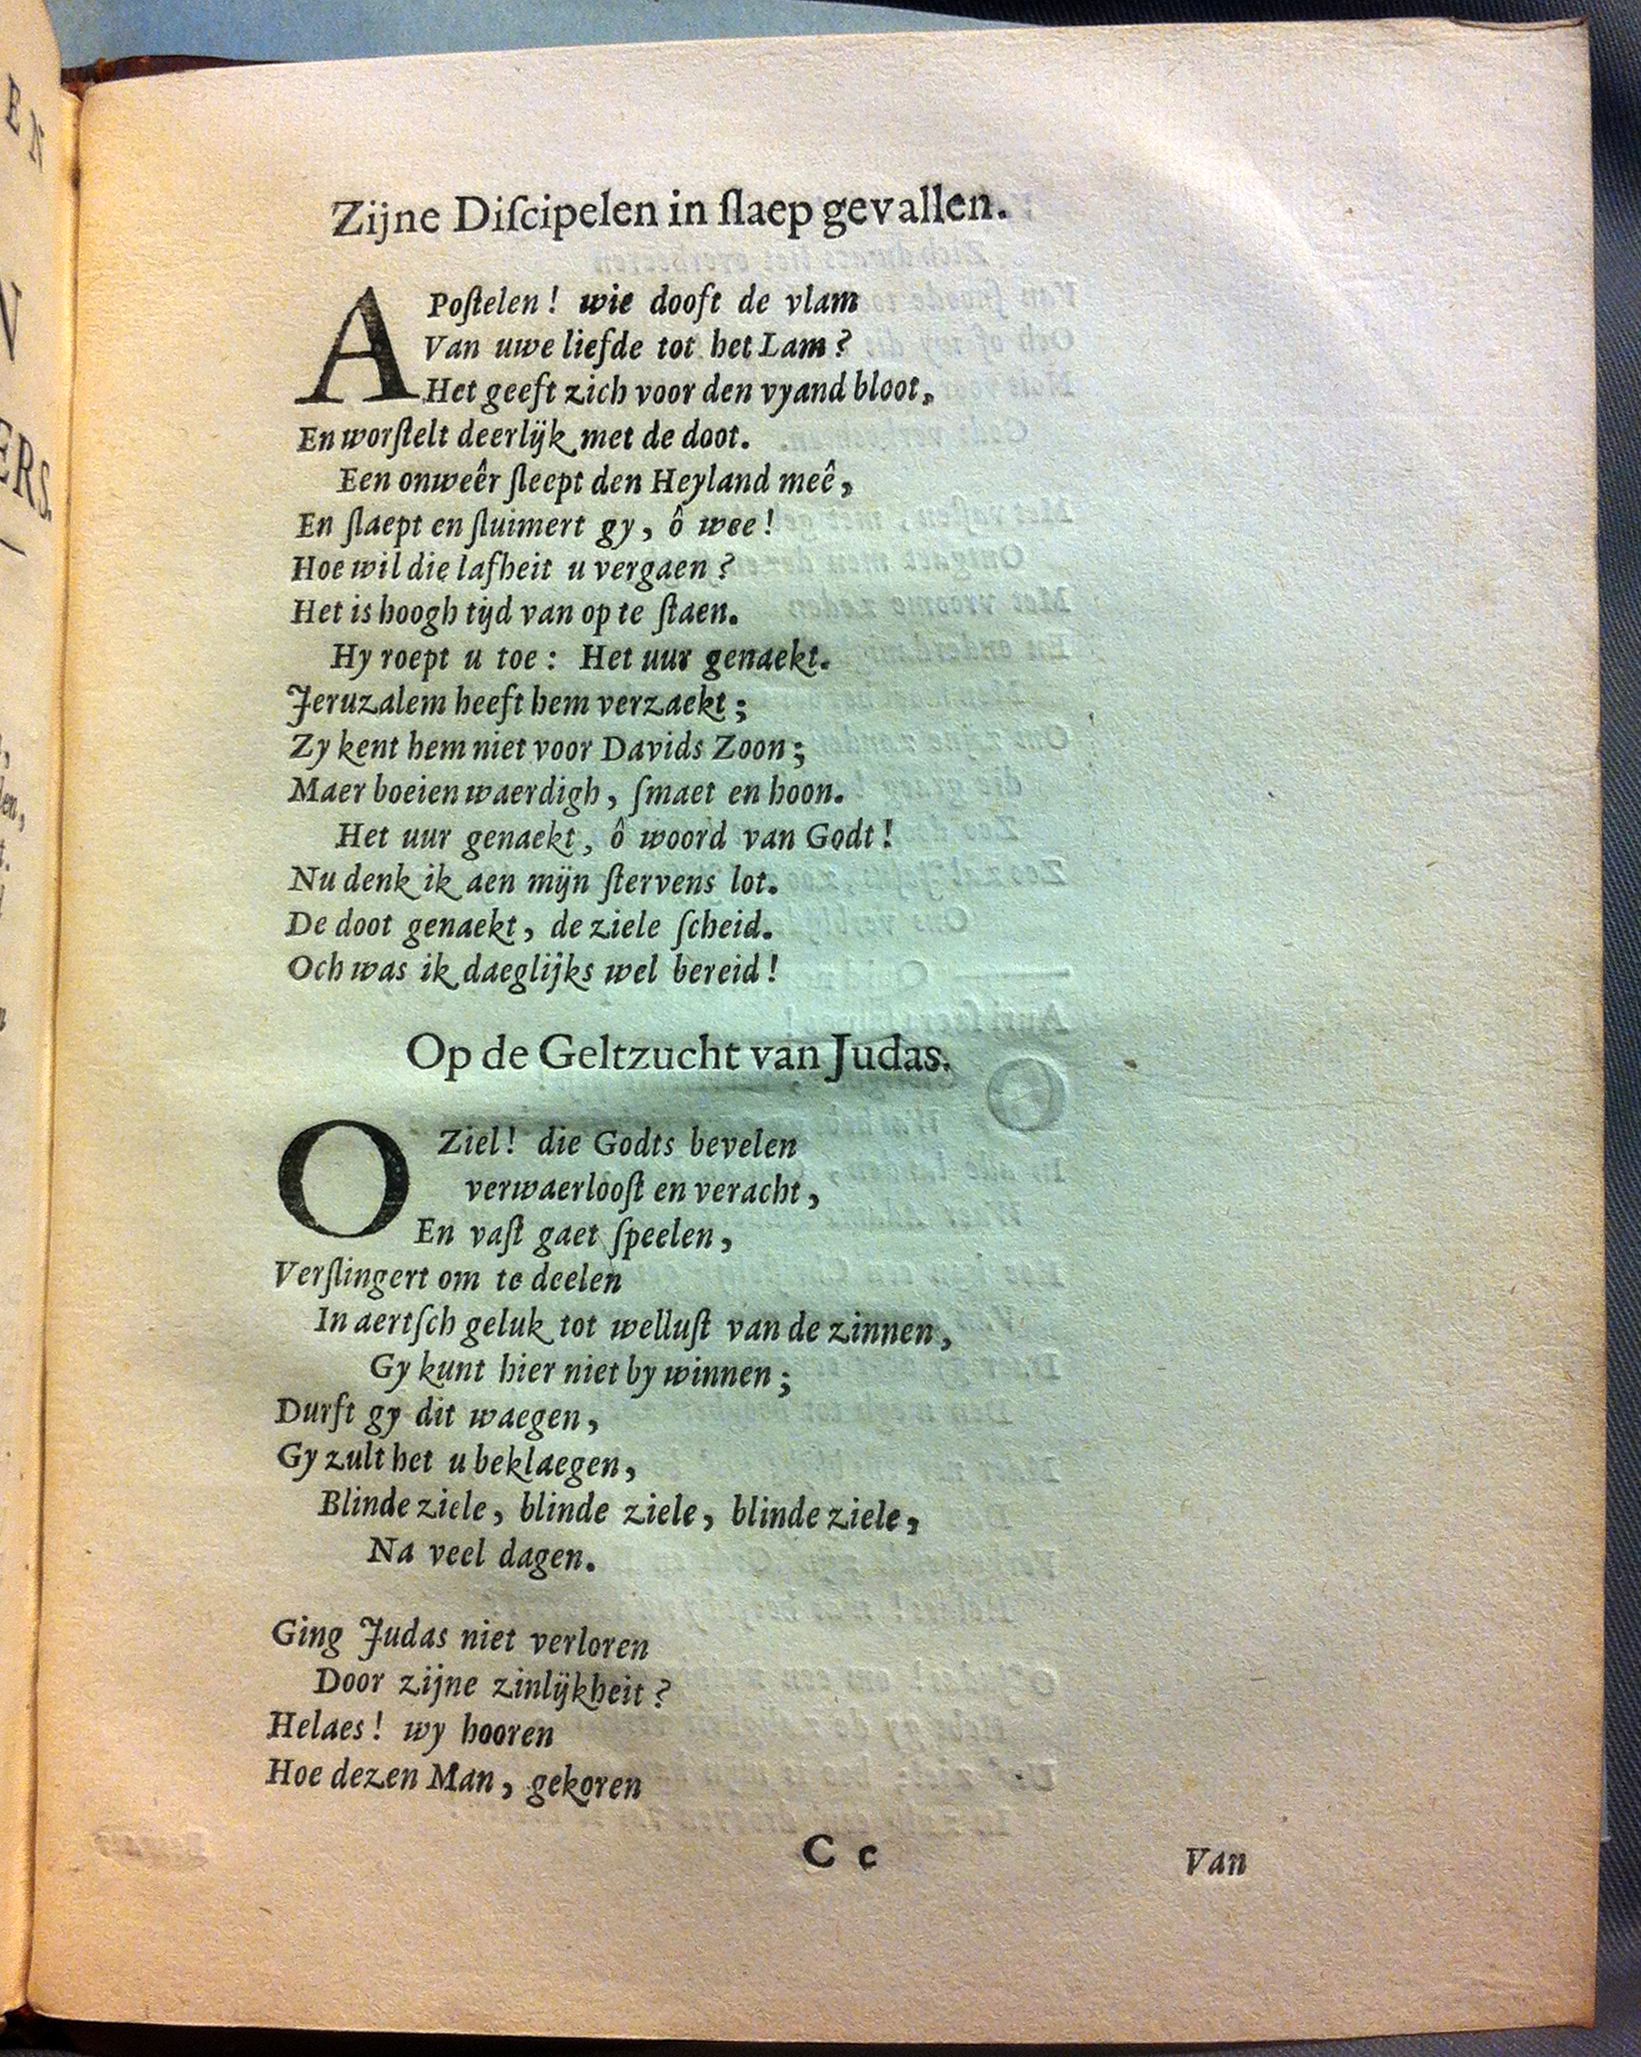 Zijne Diſcipelen in ſlaep gevallen.
APoſtelen! wie dooft de vlam
Van uwe liefde tot het Lam?
Het geeft zich voor den vyand bloot,
En worſtelt deerlijk met de doot.
Een onweêr ſleept den Heyland meê,
En ſlaept en ſluimert gy, ô wee!
Hoe wil die lafheit u vergaen?
Het is hoogh tijd van op te ſtaen.
Hy roept u toe: Het uur genaekt.
Jeruzalem heeft hem verzaekt;
Zy kent hem niet voor Davids Zoon;
Maer boeien waerdigh, ſmaet en hoon.
Het uur genaekt, ô woord van Godt!
Nu denk ik aen mijn ſtervens lot.
De doot genaekt, de ziele ſcheid.
Och was ik daeglijks wel bereid!
Op de Geltzucht van Judas.
O Ziel! die Godts bevelen
verwaerlooſt en veracht,
En vaſt gaet ſpeelen,
Verſlingert om te deelen
In aertſch geluk tot welluſt van de zinnen,
Gy kunt hier niet by winnen;
Durft gy dit waegen,
Gy zult het u beklaegen,
Blinde ziele, blinde ziele, blinde ziele,
Na veel dagen.
Ging Judas niet verloren
Door zijne zinlijkheit?
Helaes! wy hooren
Hoe dezen Man, gekoren
C c
Van